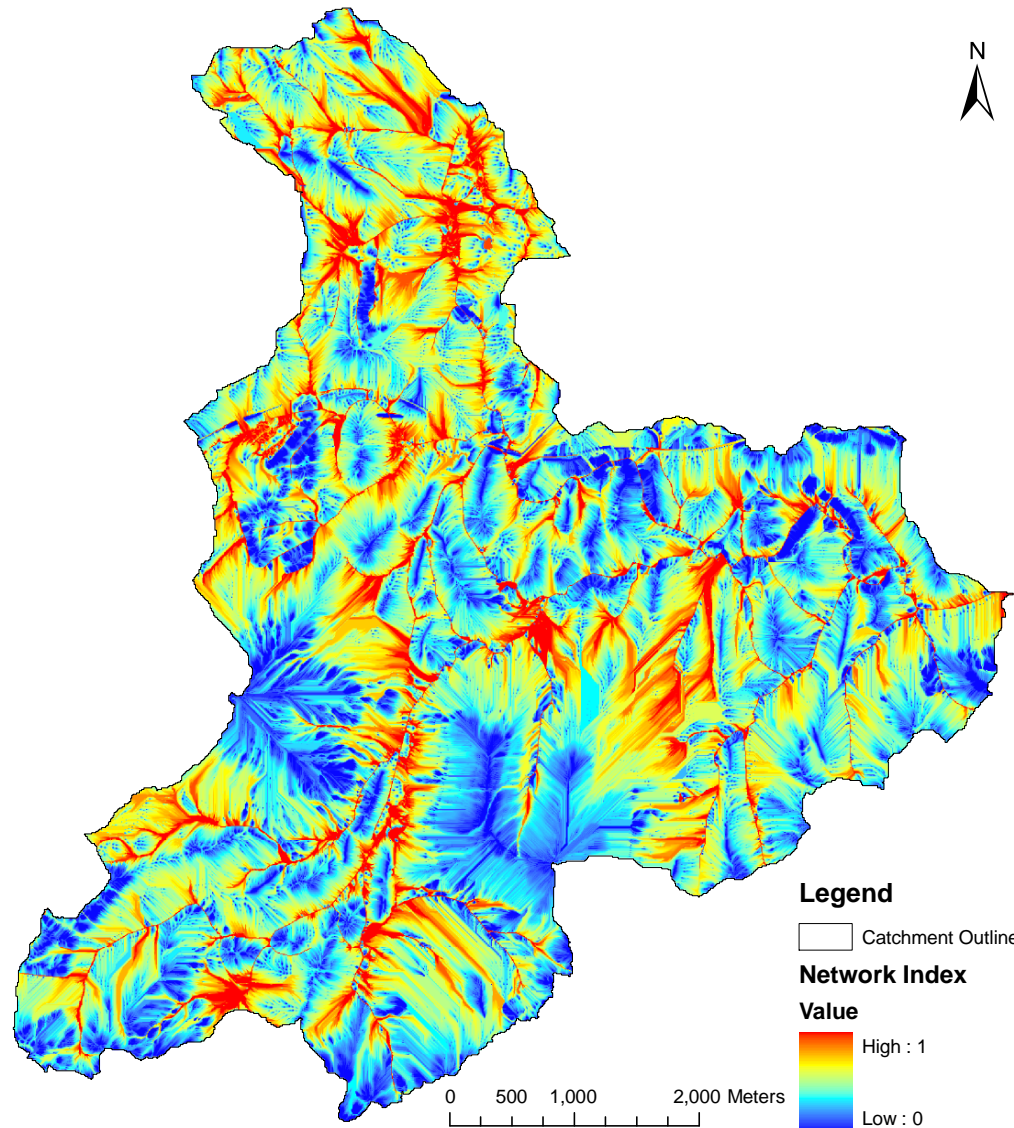 N
Legend
Catchment Outline
Network Index
Value
High : 1
Low : 0
0 500 1,000 2,000 Meters